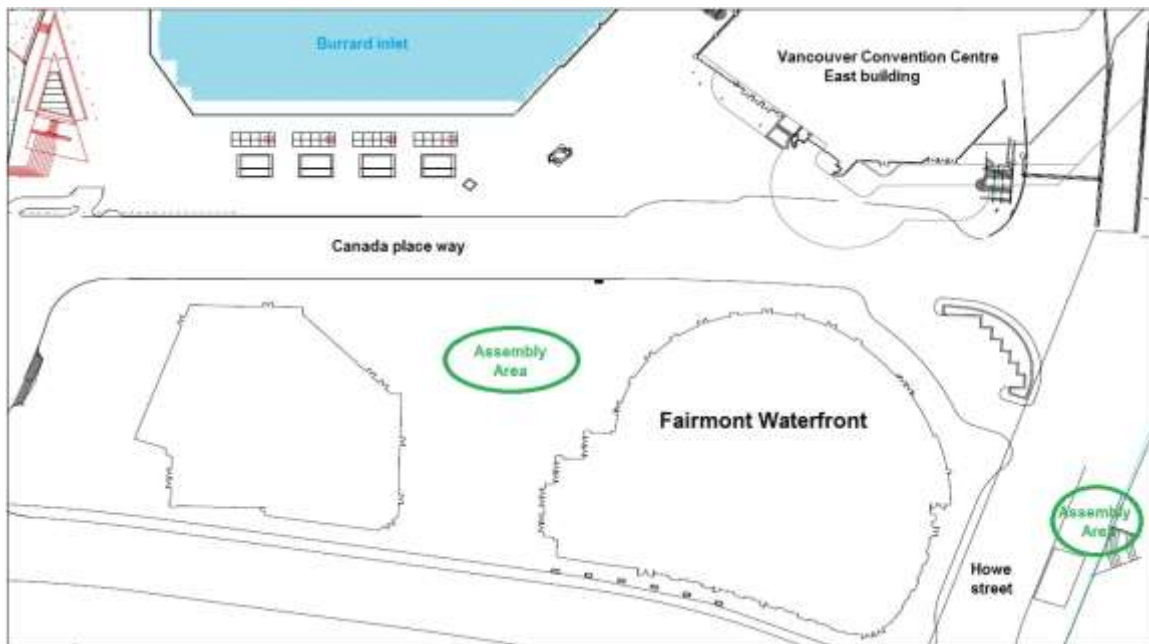 Burrard inlet
Vancouver Convention Centre
East building
Canada place way
Assembly
Area
Fairmont Waterfront
Assembly
Area
Howe
street